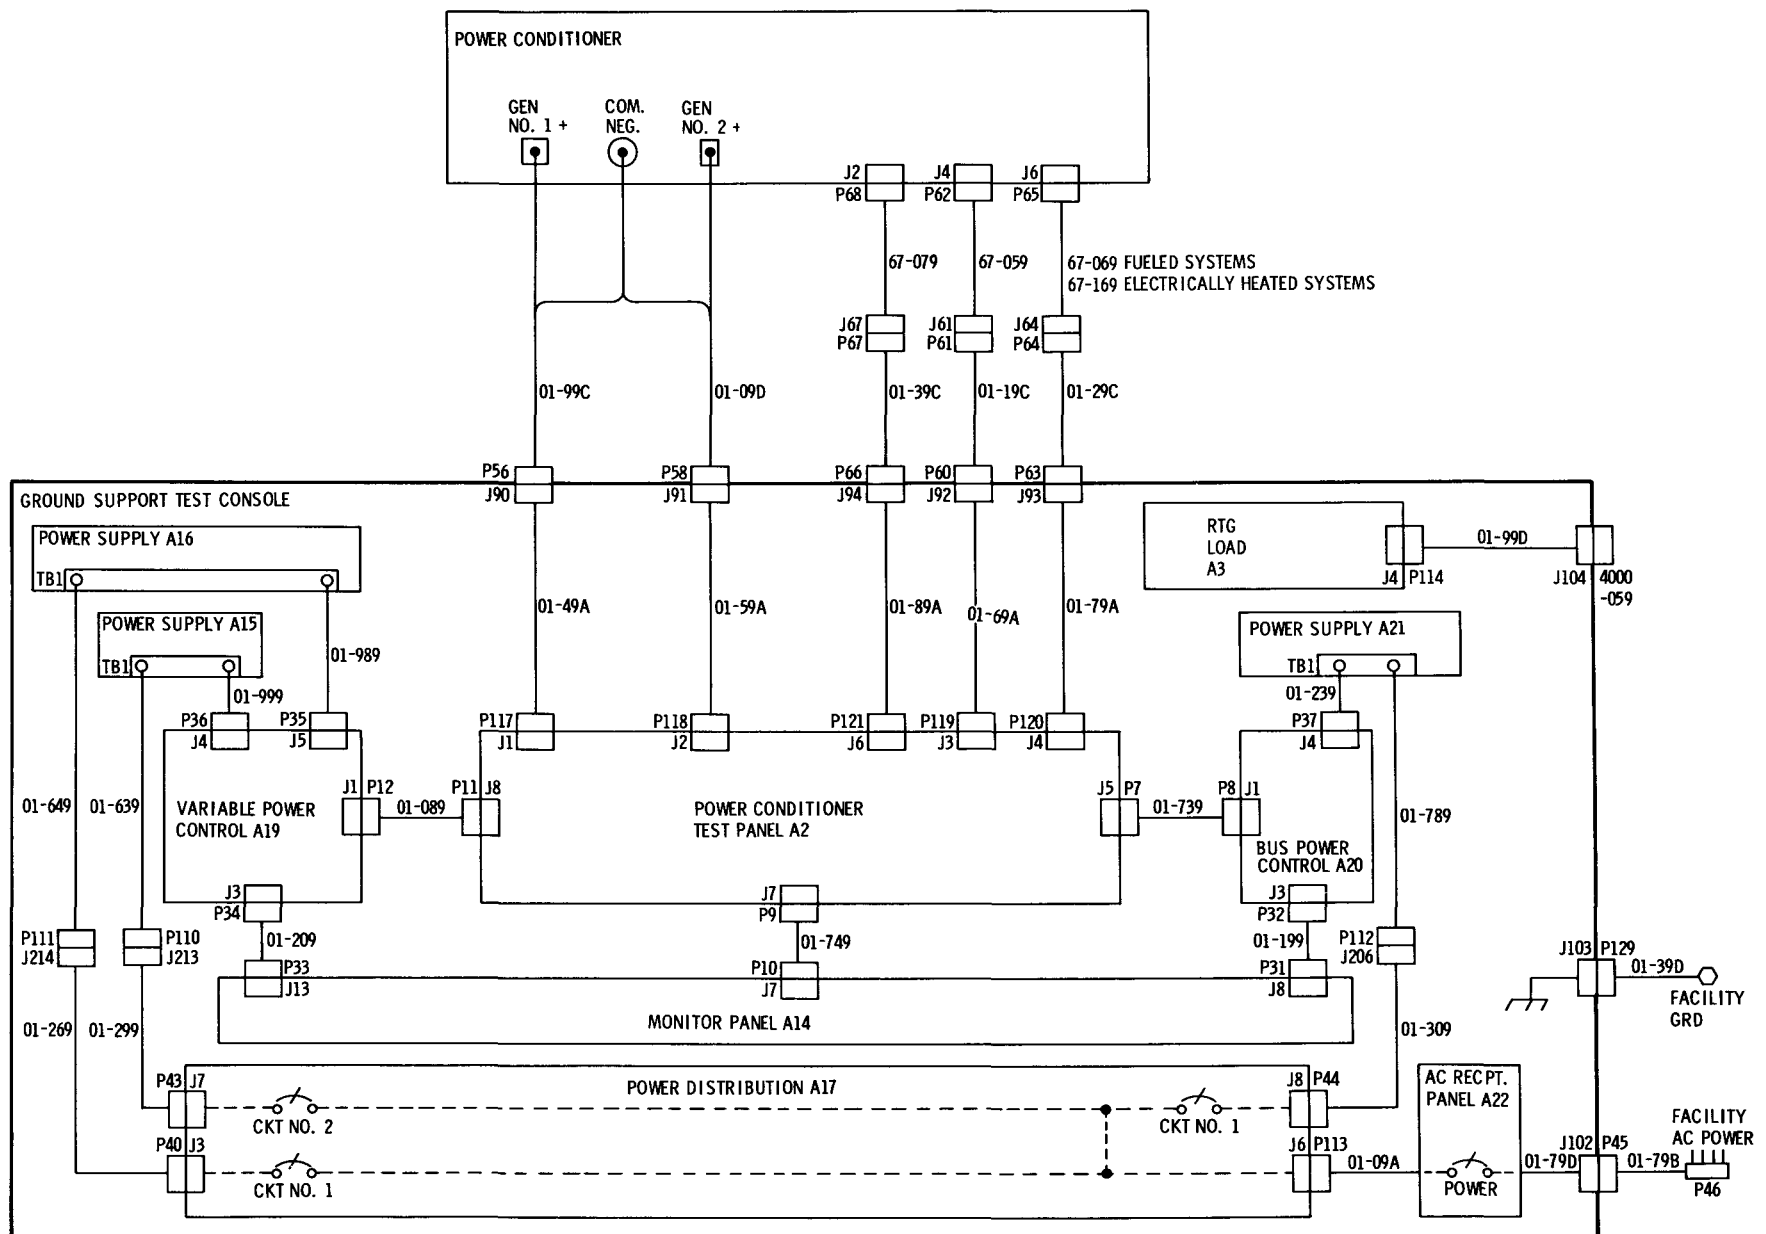 POWER CONDITIONER
GEN
NO. 1 +
COM.
NEG.
GEN
NO. 2 +
J2
P68
J4
P62
J6
P65
67-079
67-059
67-069 FUELED SYSTEMS
67-169 ELECTRICALLY HEATED SYSTEMS
J67
P67
J61
P61
J64
P64
01-99C
01-09D
01-39C
01-19C
01-29C
P56
J90
P58
J91
P66
J94
P60
J92
P63
J93
GROUND SUPPORT TEST CONSOLE
POWER SUPPLY A16
TB1
RTG
LOAD
A3
J4
P114
01-99D
J104
4000
-059
01-49A
01-59A
01-89A
01-69A
01-79A
POWER SUPPLY A15
TB1
01-989
01-999
POWER SUPPLY A21
TB1
01-239
P36
J4
P35
J5
P117
J1
P118
J2
P121
J6
P119
J3
P120
J4
P37
J4
01-649
01-639
VARIABLE POWER
CONTROL A19
J1
P12
01-089
P11
J8
POWER CONDITIONER
TEST PANEL A2
J5
P7
01-739
P8
J1
BUS POWER
CONTROL A20
01-789
J3
P34
J7
P9
J3
P32
P111
J214
P110
J213
01-209
01-749
01-199
P112
J206
J103
P129
01-39D
FACILITY
GRD
P33
J13
P10
J7
P31
J8
MONITOR PANEL A14
01-269
01-299
01-309
P43
J7
POWER DISTRIBUTION A17
J8
P44
AC RECPT.
PANEL A22
CKT NO. 2
CKT NO. 1
FACILITY
AC POWER
P40
J3
CKT NO. 1
J6
P113
01-09A
POWER
01-79D
J102
P45
01-79B
P46